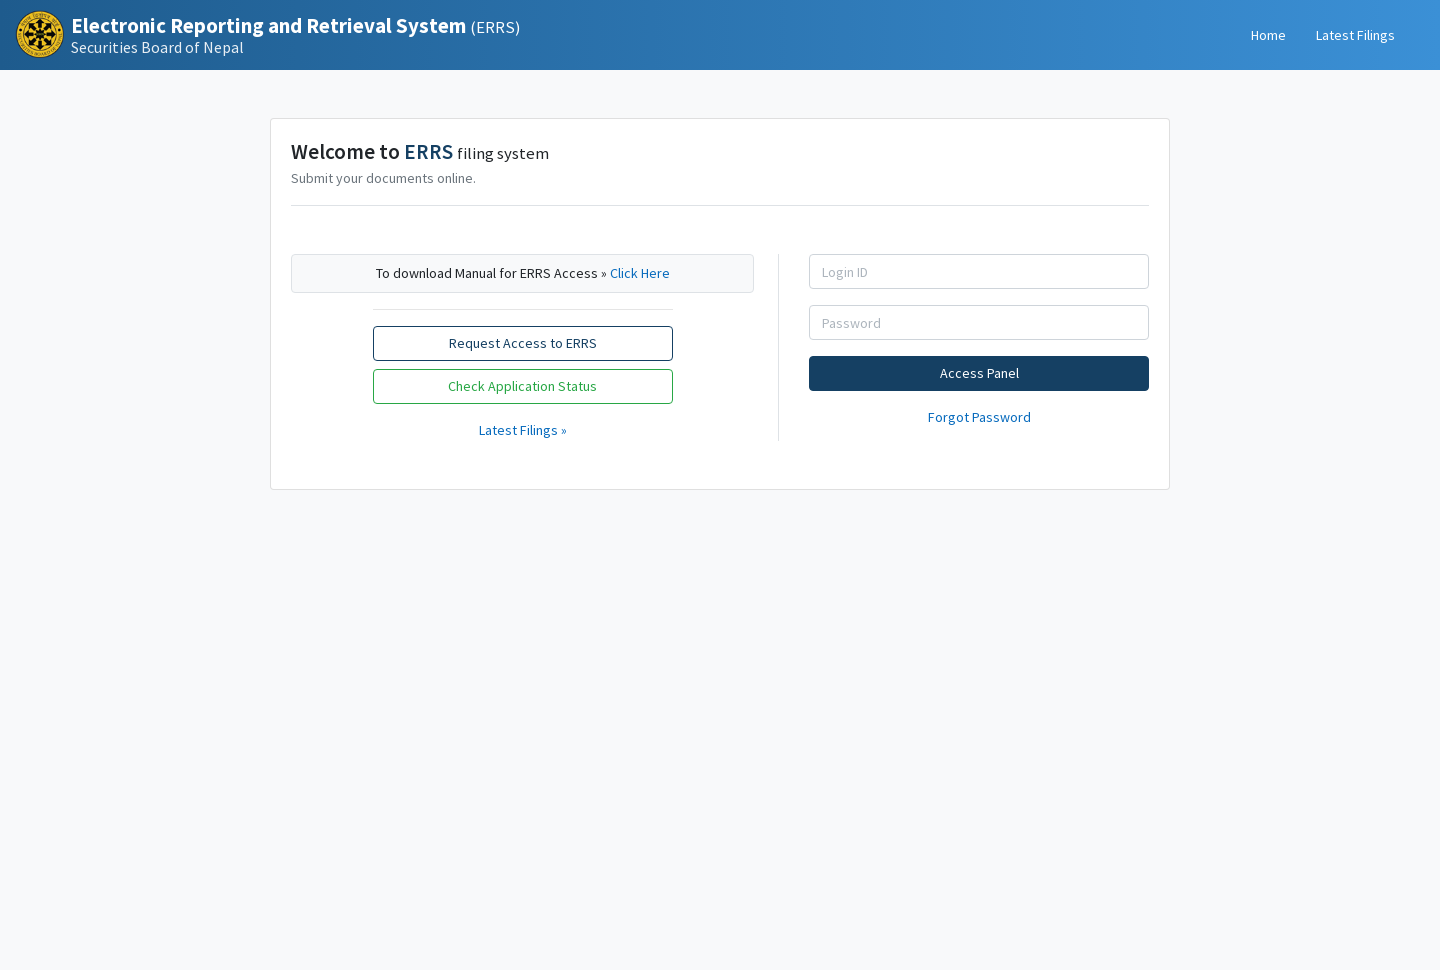 Electronic Reporting and Retrieval System (ERRS)
Securities Board of Nepal
Home
Latest Filings
Welcome to ERRS filing system
Submit your documents online.
To download Manual for ERRS Access » Click Here
Request Access to ERRS
Check Application Status
Latest Filings »
Login ID
Password
Access Panel
Forgot Password